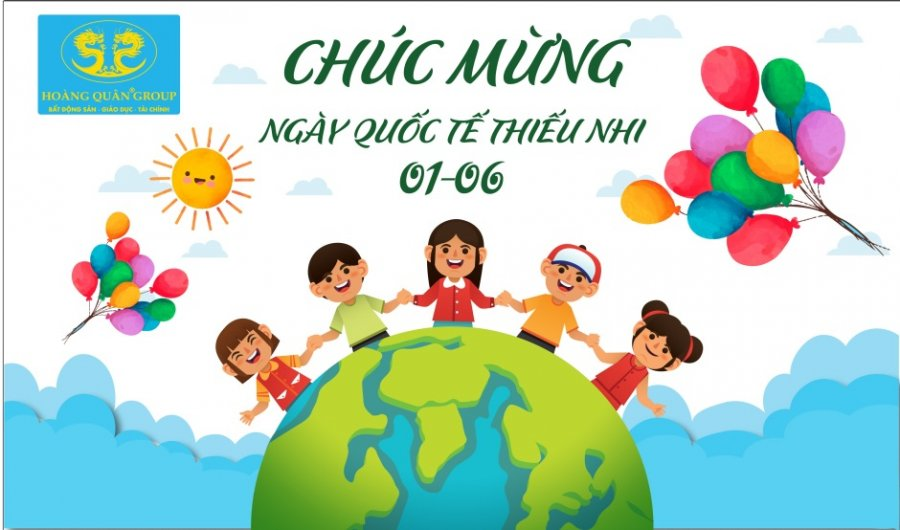 HOÀNG QUÂN® GROUP
BẤT ĐỘNG SẢN - GIÁO DỤC - TÀI CHÍNH
CHÚC MỪNG
NGÀY QUỐC TẾ THIẾU NHI
01-06